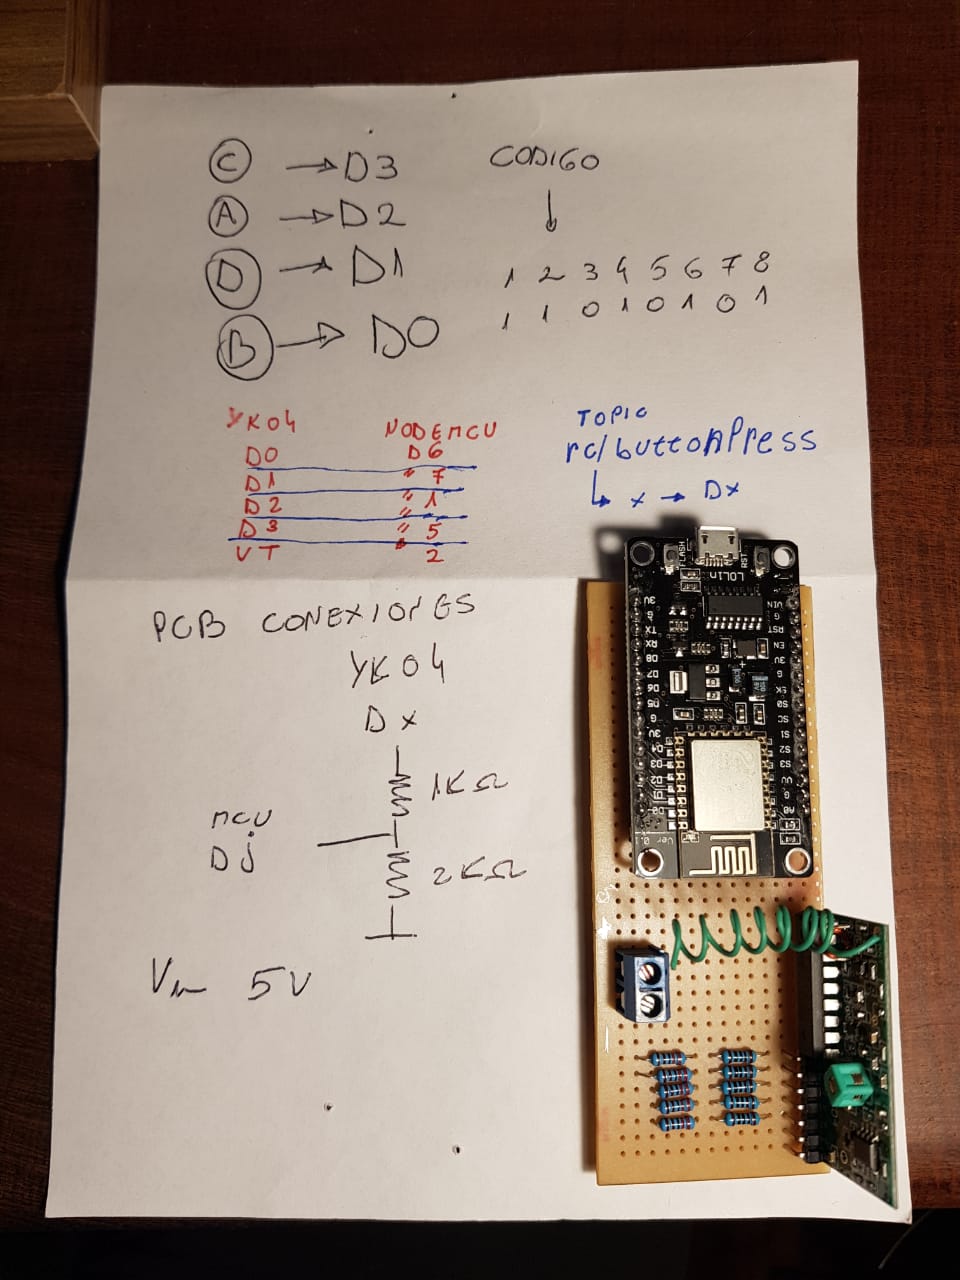 C → D3
A → D2
D → D1
B → D0
CODIGO
↓
1 2 3 4 5 6 7 8
1 1 0 1 0 1 0 1
YK04 NODEMCU
D0 D6
D1 " 7
D2 " 1
D3 " 5
VT " 2
TOPIC
rc/buttonPress
↳ x → Dx
PCB CONEXIONES
YK04
Dx
1KΩ
MCU
Dj
2KΩ
Vin 5V
FLASH
RST
LOLIN
3V
G
TX
RX
D8
D7
D6
D5
G
3V
D4
D3
D2
D1
D0
VIN
G
RST
EN
3V
G
SK
S0
SC
S1
S2
S3
VU
G
A0
Ver 0.1